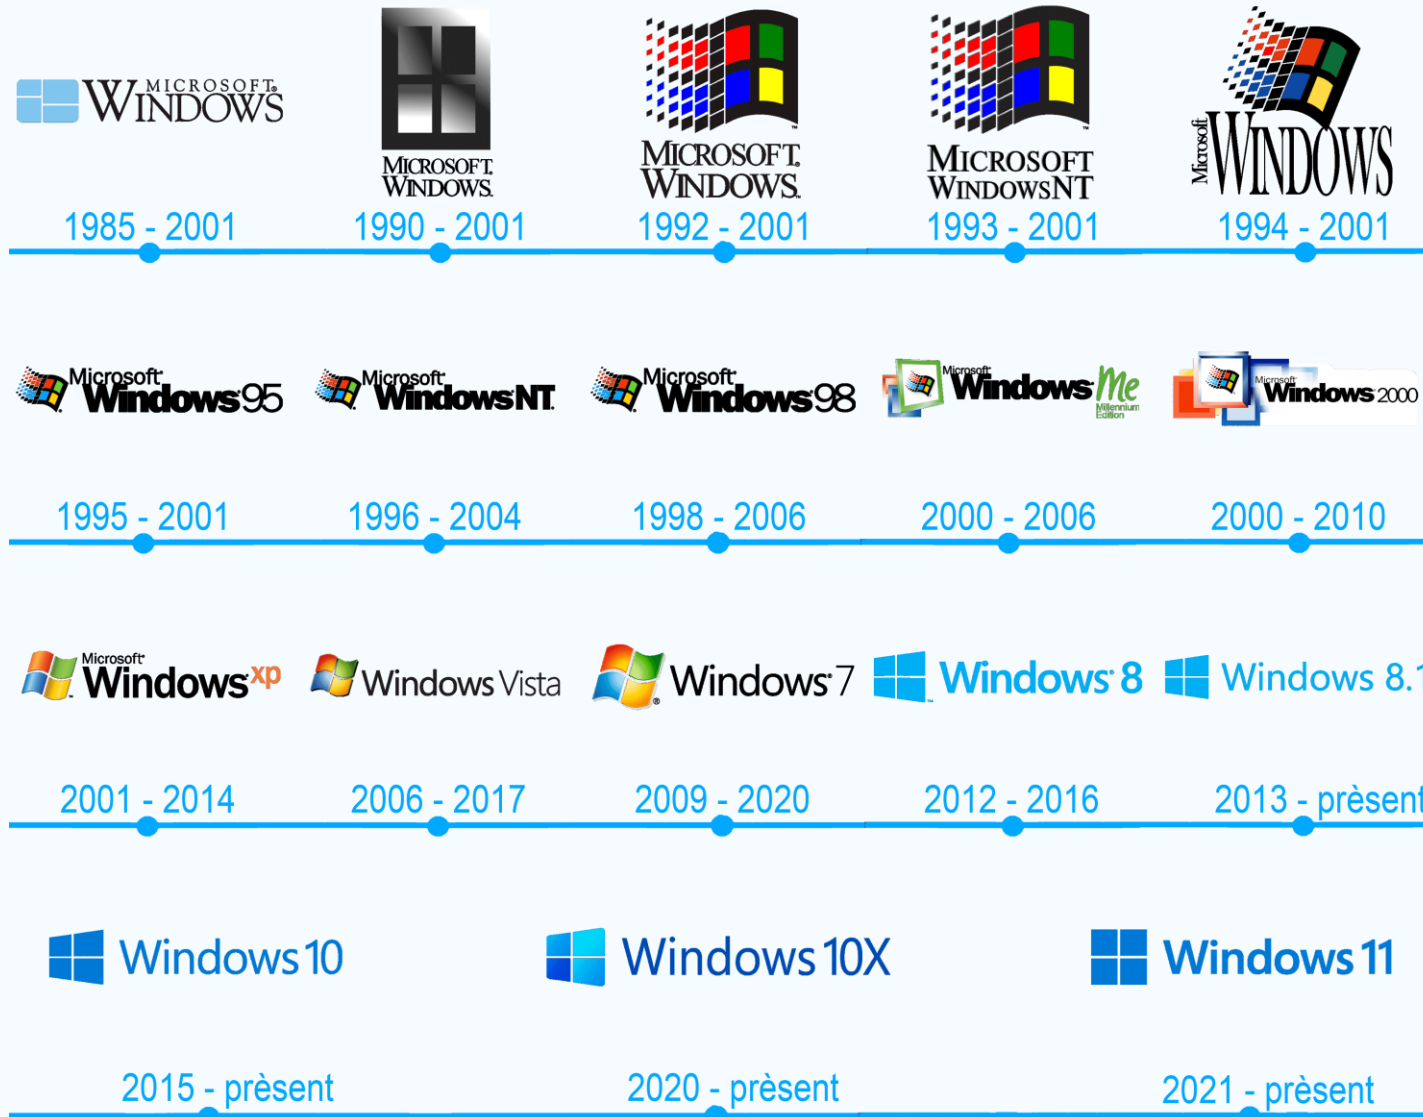 MICROSOFT®
WINDOWS
MICROSOFT®
WINDOWS™
MICROSOFT®
WINDOWS™
MICROSOFT
WINDOWS NT
Microsoft
WINDOWS
1985 - 2001
1990 - 2001
1992 - 2001
1993 - 2001
1994 - 2001
Microsoft®
Windows 95
Microsoft®
Windows NT
Microsoft®
Windows 98
Microsoft®
Windows Me
Millennium
Edition
Microsoft®
Windows 2000
1995 - 2001
1996 - 2004
1998 - 2006
2000 - 2006
2000 - 2010
Microsoft®
Windows xp
Windows Vista
Windows® 7
Windows® 8
Windows 8.1
2001 - 2014
2006 - 2017
2009 - 2020
2012 - 2016
2013 - prèsent
Windows 10
Windows 10X
Windows 11
2015 - prèsent
2020 - prèsent
2021 - prèsent